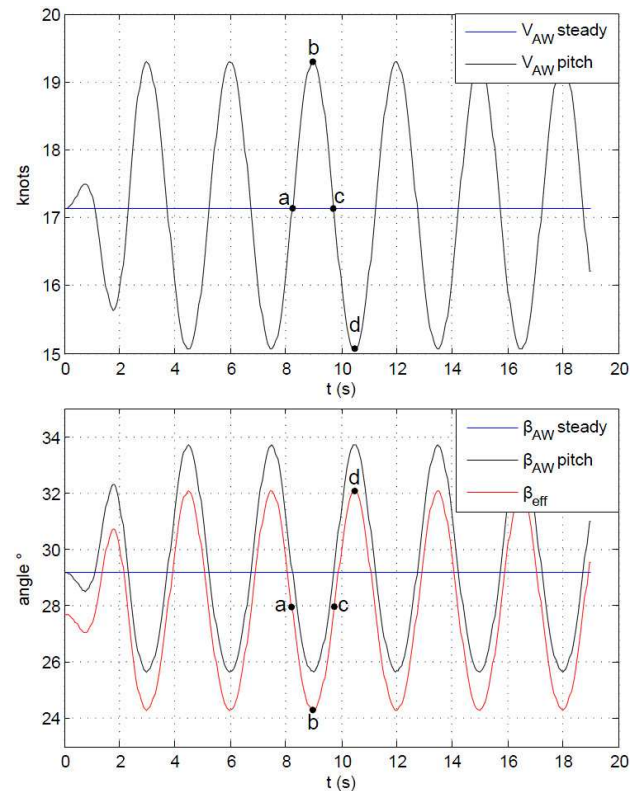 20
19
18
17
16
15
knots
0 2 4 6 8 10 12 14 16 18 20
t (s)
V_AW steady
V_AW pitch
a
b
c
d
34
32
30
28
26
24
angle °
0 2 4 6 8 10 12 14 16 18 20
t (s)
β_AW steady
β_AW pitch
β_eff
a
b
c
d